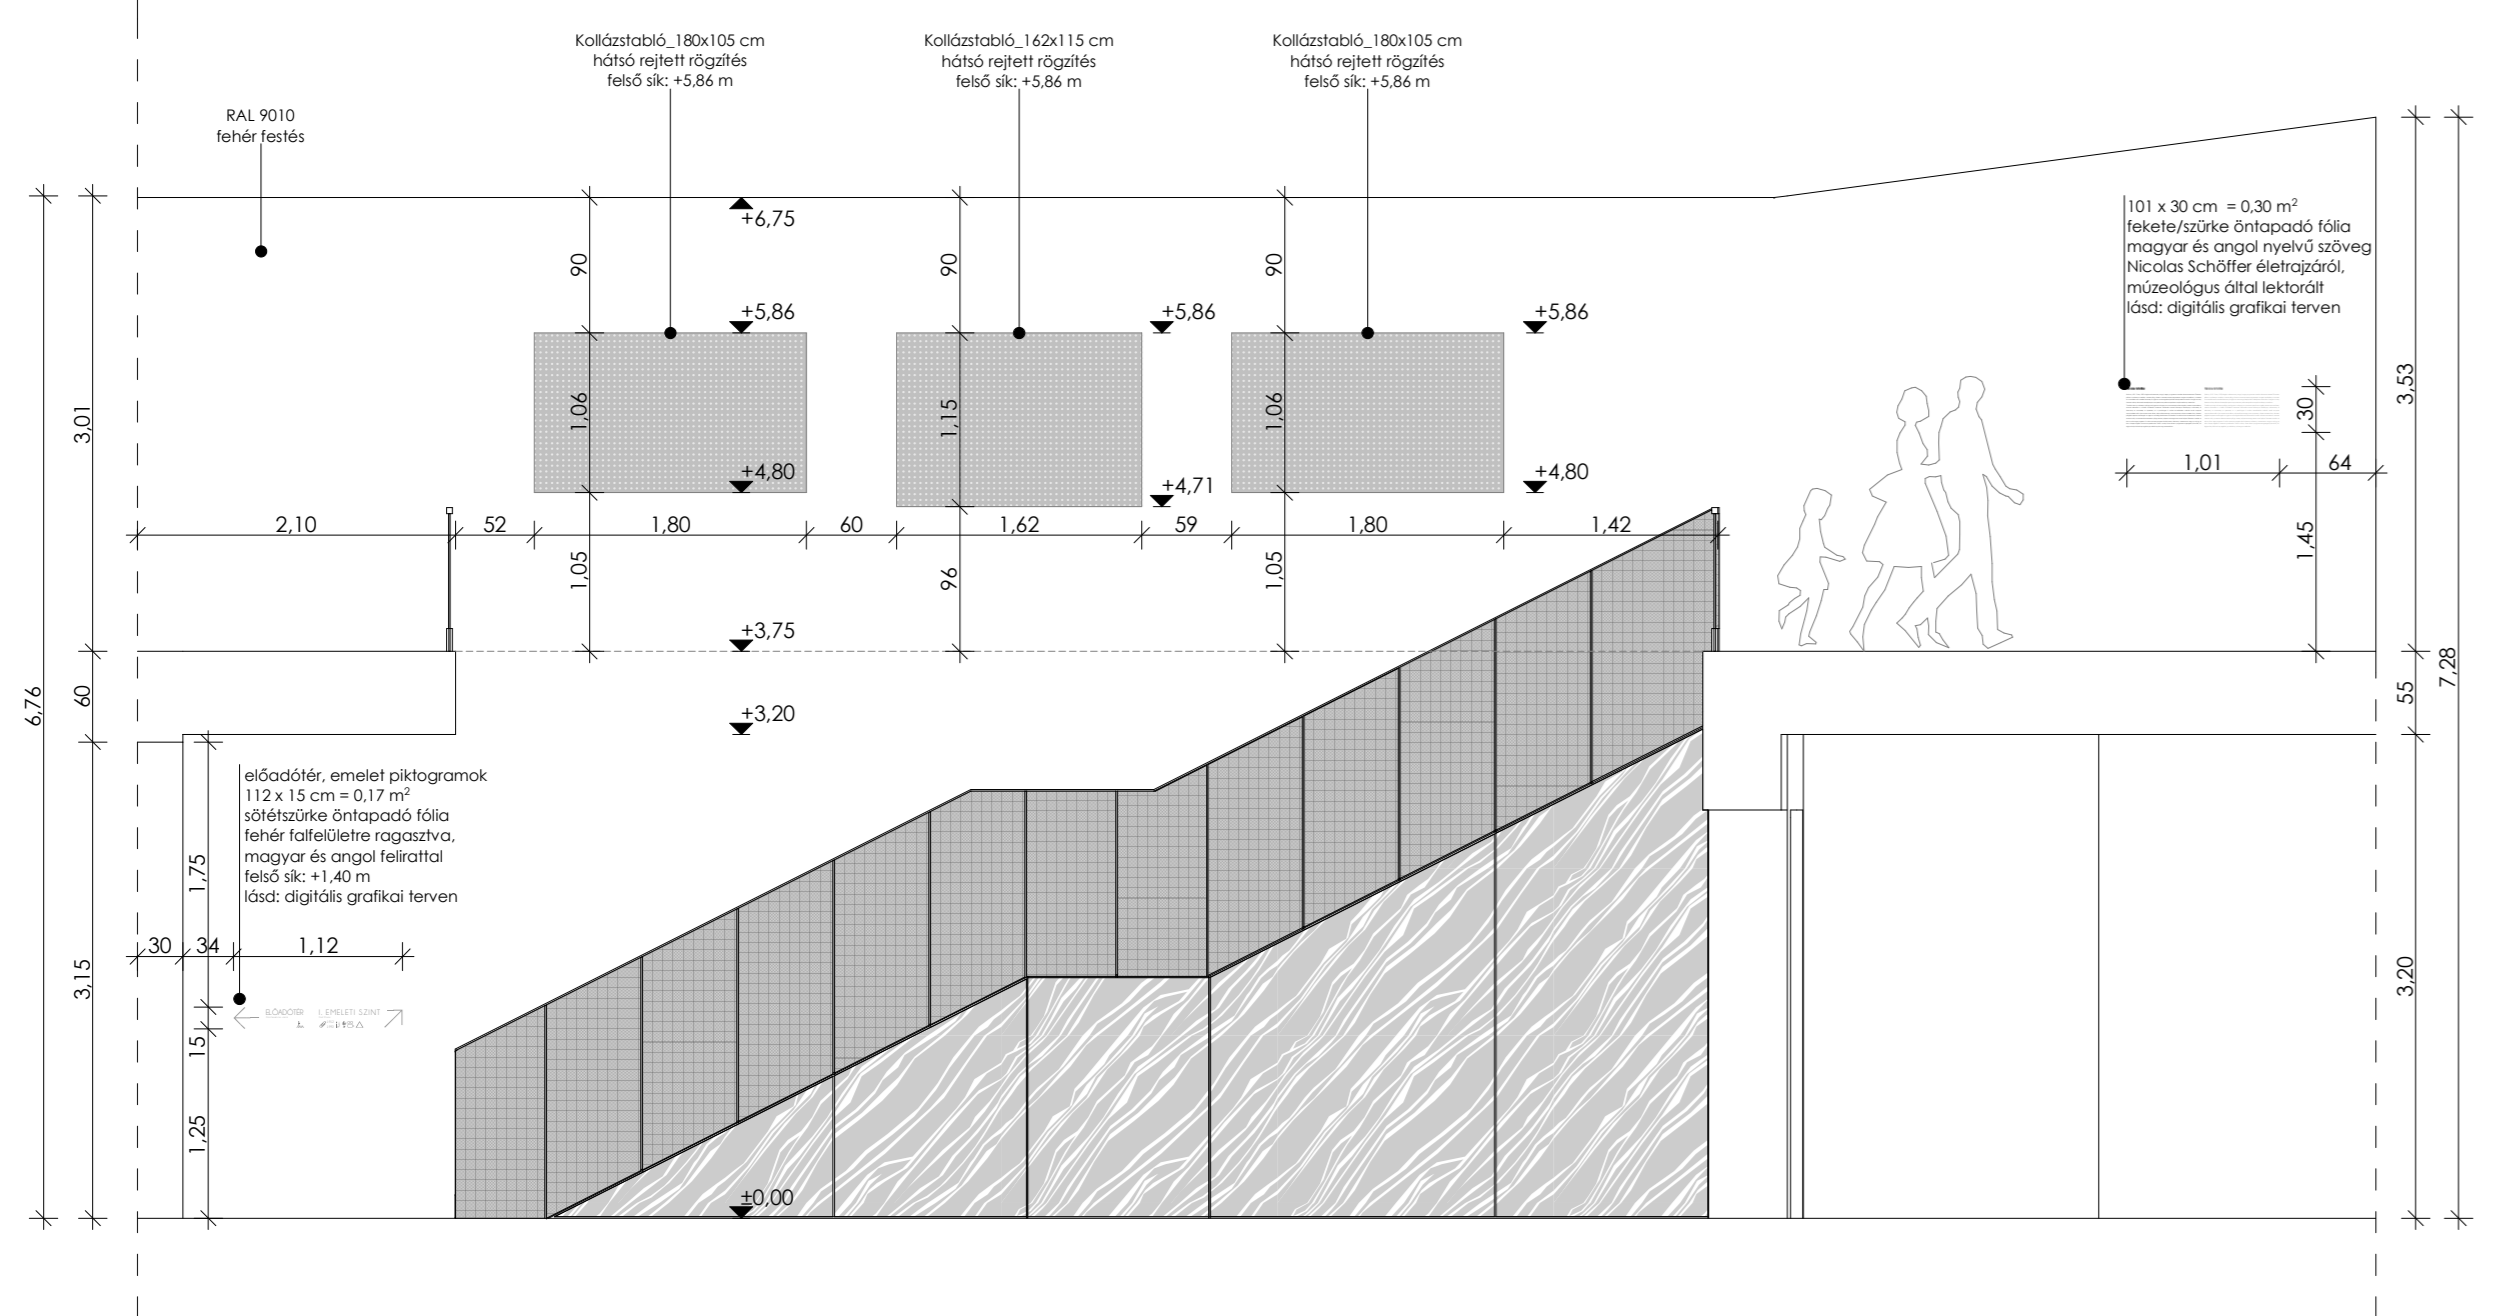 Kollázstabló_180x105 cm
hátsó rejtett rögzítés
felső sík: +5,86 m
Kollázstabló_162x115 cm
hátsó rejtett rögzítés
felső sík: +5,86 m
Kollázstabló_180x105 cm
hátsó rejtett rögzítés
felső sík: +5,86 m
RAL 9010
fehér festés
101 x 30 cm = 0,30 m²
fekete/szürke öntapadó fólia
magyar és angol nyelvű szöveg
Nicolas Schöffer életrajzáról,
múzeológus által lektorált
lásd: digitális grafikai terven
+6,75
90
90
90
+5,86
+5,86
+5,86
1,06
1,15
1,06
3,01
3,53
30
+4,80
+4,71
+4,80
1,01
64
2,10
52
1,80
60
1,62
59
1,80
1,42
1,45
1,05
96
1,05
+3,75
60
6,76
55
7,28
+3,20
előadótér, emelet piktogramok
112 x 15 cm = 0,17 m²
sötétszürke öntapadó fólia
fehér falfelületre ragasztva,
magyar és angol felirattal
felső sík: +1,40 m
lásd: digitális grafikai terven
1,75
30
34
1,12
3,15
3,20
ELŐADÓTÉR I. EMELETI SZINT
15
1,25
±0,00